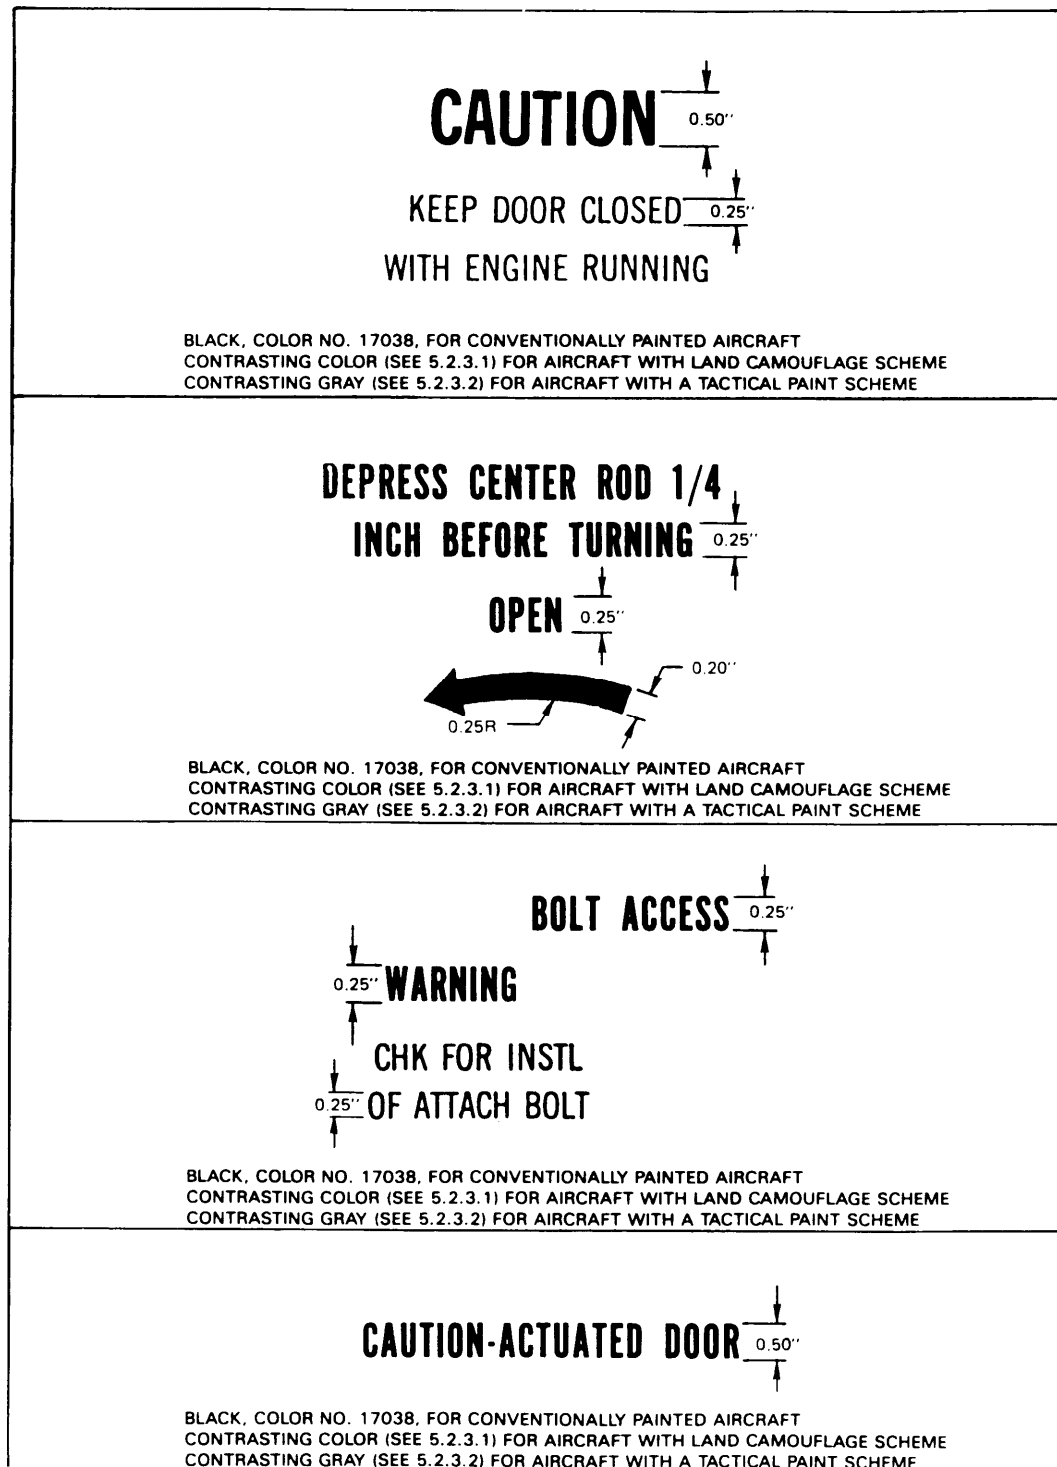 CAUTION 0.50''
KEEP DOOR CLOSED 0.25''
WITH ENGINE RUNNING
BLACK, COLOR NO. 17038, FOR CONVENTIONALLY PAINTED AIRCRAFT
CONTRASTING COLOR (SEE 5.2.3.1) FOR AIRCRAFT WITH LAND CAMOUFLAGE SCHEME
CONTRASTING GRAY (SEE 5.2.3.2) FOR AIRCRAFT WITH A TACTICAL PAINT SCHEME
DEPRESS CENTER ROD 1/4
INCH BEFORE TURNING 0.25''
OPEN 0.25''
0.20''
0.25R
BLACK, COLOR NO. 17038, FOR CONVENTIONALLY PAINTED AIRCRAFT
CONTRASTING COLOR (SEE 5.2.3.1) FOR AIRCRAFT WITH LAND CAMOUFLAGE SCHEME
CONTRASTING GRAY (SEE 5.2.3.2) FOR AIRCRAFT WITH A TACTICAL PAINT SCHEME
BOLT ACCESS 0.25''
0.25'' WARNING
CHK FOR INSTL
0.25'' OF ATTACH BOLT
BLACK, COLOR NO. 17038, FOR CONVENTIONALLY PAINTED AIRCRAFT
CONTRASTING COLOR (SEE 5.2.3.1) FOR AIRCRAFT WITH LAND CAMOUFLAGE SCHEME
CONTRASTING GRAY (SEE 5.2.3.2) FOR AIRCRAFT WITH A TACTICAL PAINT SCHEME
CAUTION-ACTUATED DOOR 0.50''
BLACK, COLOR NO. 17038, FOR CONVENTIONALLY PAINTED AIRCRAFT
CONTRASTING COLOR (SEE 5.2.3.1) FOR AIRCRAFT WITH LAND CAMOUFLAGE SCHEME
CONTRASTING GRAY (SEE 5.2.3.2) FOR AIRCRAFT WITH A TACTICAL PAINT SCHEME